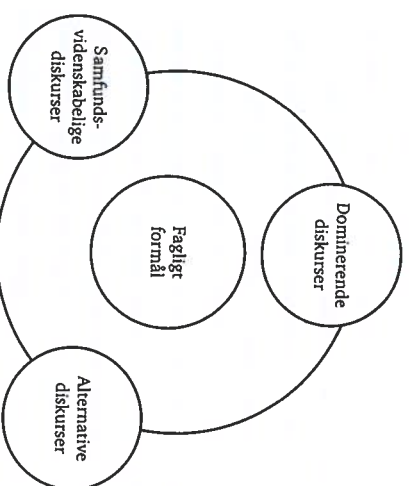 Dominerende
diskurser
Fagligt
formål
Samfunds-
videnskabelige
diskurser
Alternative
diskurser